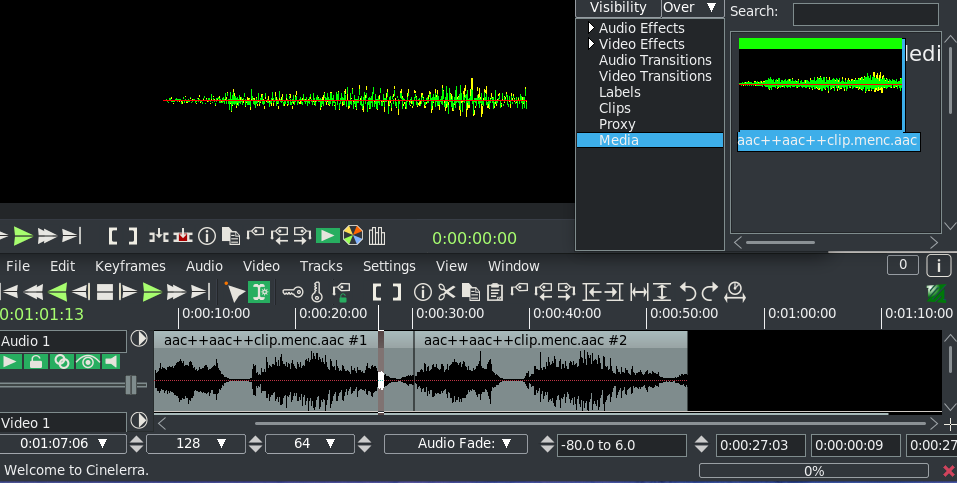 Visibility Over Search:
Audio Effects
Video Effects
Audio Transitions
Video Transitions
Labels
Clips
Proxy
Media
edi
aac++aac++clip.menc.aac
0:00:00:00
File Edit Keyframes Audio Video Tracks Settings View Window 0
0:01:01:13 0:00:10:00 0:00:20:00 0:00:30:00 0:00:40:00 0:00:50:00 0:01:00:00 0:01:10:00
Audio 1 aac++aac++clip.menc.aac #1 aac++aac++clip.menc.aac #2
Video 1
0:01:07:06 128 64 Audio Fade: -80.0 to 6.0 0:00:27:03 0:00:00:09 0:00:27
Welcome to Cinelerra. 0%